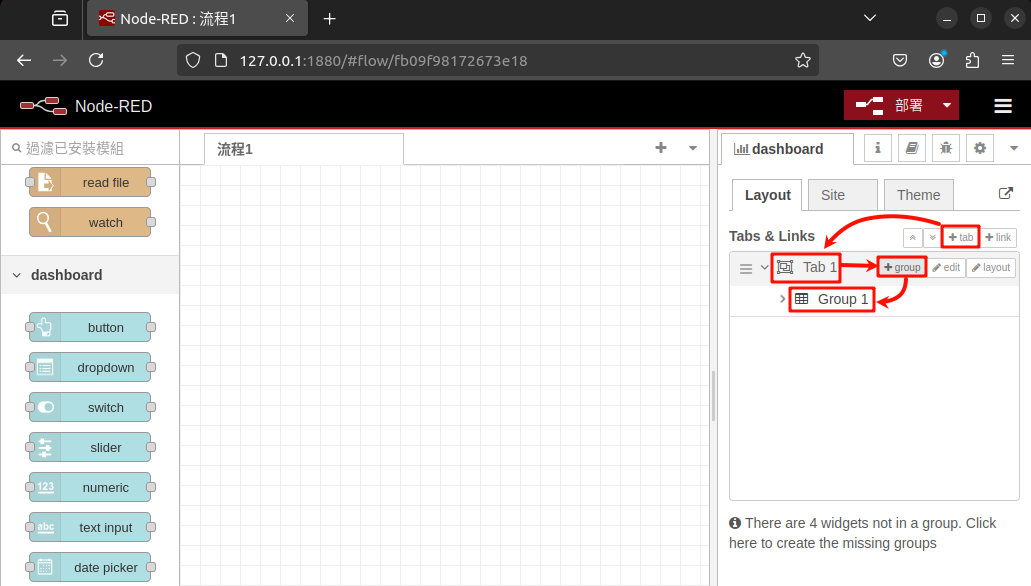 Node-RED : 流程1
127.0.0.1:1880/#flow/fb09f98172673e18
Node-RED
部署
過濾已安裝模組
流程1
dashboard
read file
watch
dashboard
button
dropdown
switch
slider
123 numeric
abc text input
date picker
Layout
Site
Theme
Tabs & Links
tab
link
Tab 1
group
edit
layout
Group 1
There are 4 widgets not in a group. Click
here to create the missing groups